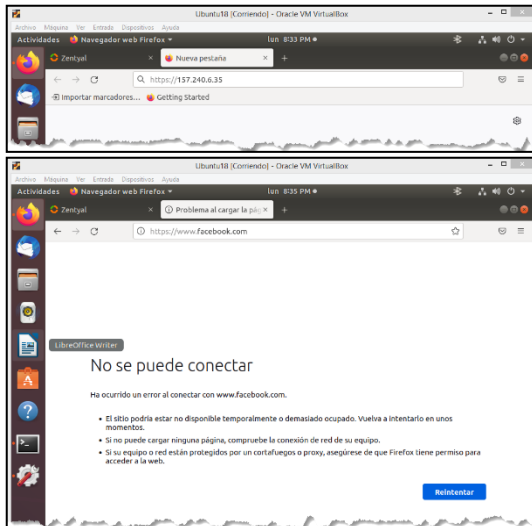 Ubuntu18 [Corriendo] - Oracle VM VirtualBox
Archivo Máquina Ver Entrada Dispositivos Ayuda
Actividades Navegador web Firefox lun 8:33 PM
Zentyal Nueva pestaña
https://157.240.6.35
Importar marcadores... Getting Started
Ubuntu18 [Corriendo] - Oracle VM VirtualBox
Archivo Máquina Ver Entrada Dispositivos Ayuda
Actividades Navegador web Firefox lun 8:35 PM
Zentyal Problema al cargar la pág
https://www.facebook.com
LibreOffice Writer
No se puede conectar
Ha ocurrido un error al conectar con www.facebook.com.
• El sitio podría estar no disponible temporalmente o demasiado ocupado. Vuelva a intentarlo en unos
momentos.
• Si no puede cargar ninguna página, compruebe la conexión de red de su equipo.
• Si su equipo o red están protegidos por un cortafuegos o proxy, asegúrese de que Firefox tiene permiso para
acceder a la web.
Reintentar